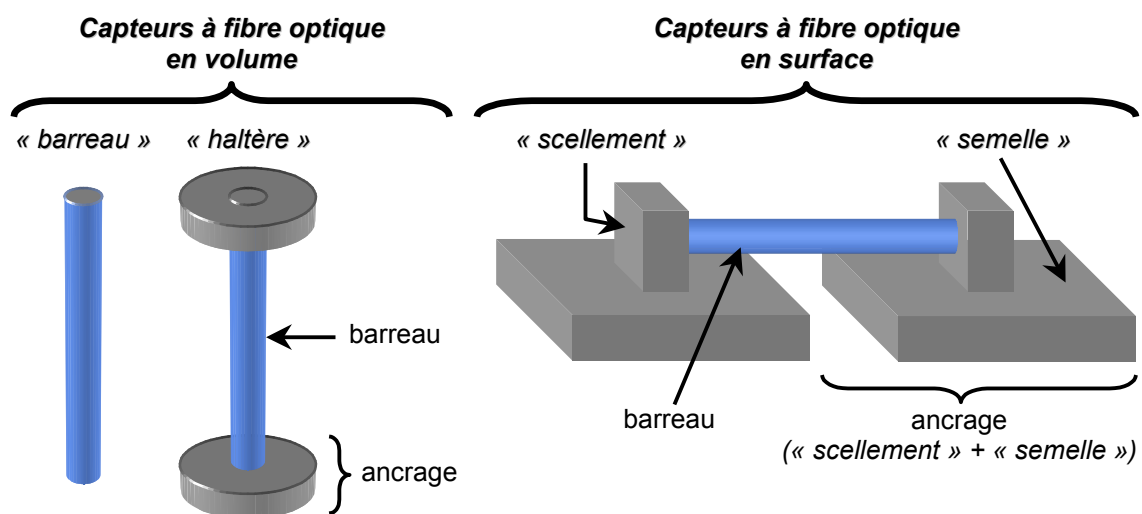 Capteurs à fibre optique
en volume
« barreau »
« haltère »
barreau
ancrage
Capteurs à fibre optique
en surface
« scellement »
« semelle »
barreau
ancrage
(« scellement » + « semelle »)